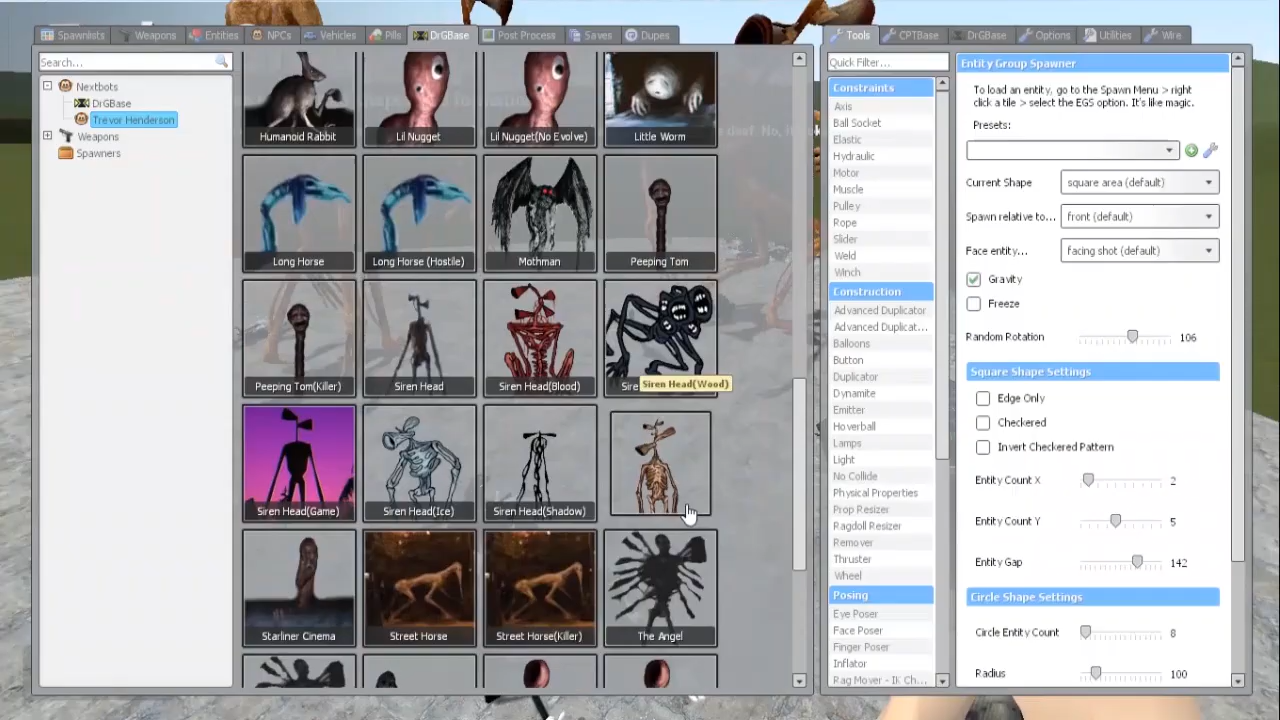 Spawnlists Weapons Entities NPCs Vehicles Pills DrGBase Post Process Saves Dupes
Search...
Nextbots
DrGBase
Trevor Henderson
Weapons
Spawners
Humanoid Rabbit Lil Nugget Lil Nugget(No Evolve) Little Worm
Long Horse Long Horse (Hostile) Mothman Peeping Tom
Peeping Tom(Killer) Siren Head Siren Head(Blood) Sire
Siren Head(Wood)
Siren Head(Game) Siren Head(Ice) Siren Head(Shadow)
Starliner Cinema Street Horse Street Horse(Killer) The Angel
Tools CPTBase DrGBase Options Utilities Wire
Quick Filter...
Constraints
Axis
Ball Socket
Elastic
Hydraulic
Motor
Muscle
Pulley
Rope
Slider
Weld
Winch
Construction
Advanced Duplicator
Advanced Duplicat...
Balloons
Button
Duplicator
Dynamite
Emitter
Hoverball
Lamps
Light
No Collide
Physical Properties
Prop Resizer
Ragdoll Resizer
Remover
Thruster
Wheel
Posing
Eye Poser
Face Poser
Finger Poser
Inflator
Rag Mover - IK Ch...
Entity Group Spawner
To load an entity, go to the Spawn Menu > right
click a tile > select the EGS option. It's like magic.
Presets:
Current Shape square area (default)
Spawn relative to... front (default)
Face entity... facing shot (default)
Gravity
Freeze
Random Rotation 106
Square Shape Settings
Edge Only
Checkered
Invert Checkered Pattern
Entity Count X 2
Entity Count Y 5
Entity Gap 142
Circle Shape Settings
Circle Entity Count 8
Radius 100